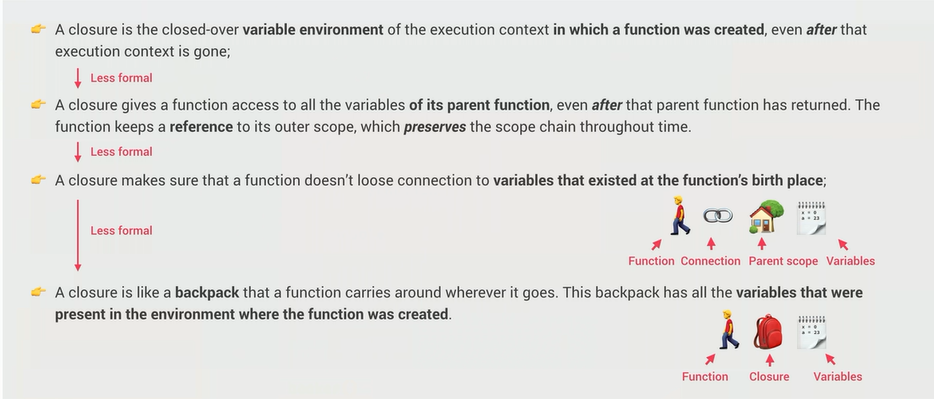 A closure is the closed-over variable environment of the execution context in which a function was created, even after that
execution context is gone;
Less formal
A closure gives a function access to all the variables of its parent function, even after that parent function has returned. The
function keeps a reference to its outer scope, which preserves the scope chain throughout time.
Less formal
A closure makes sure that a function doesn't loose connection to variables that existed at the function's birth place;
Less formal
x = 0
a = 23
Function Connection Parent scope Variables
A closure is like a backpack that a function carries around wherever it goes. This backpack has all the variables that were
present in the environment where the function was created.
x = 0
a = 23
Function Closure Variables